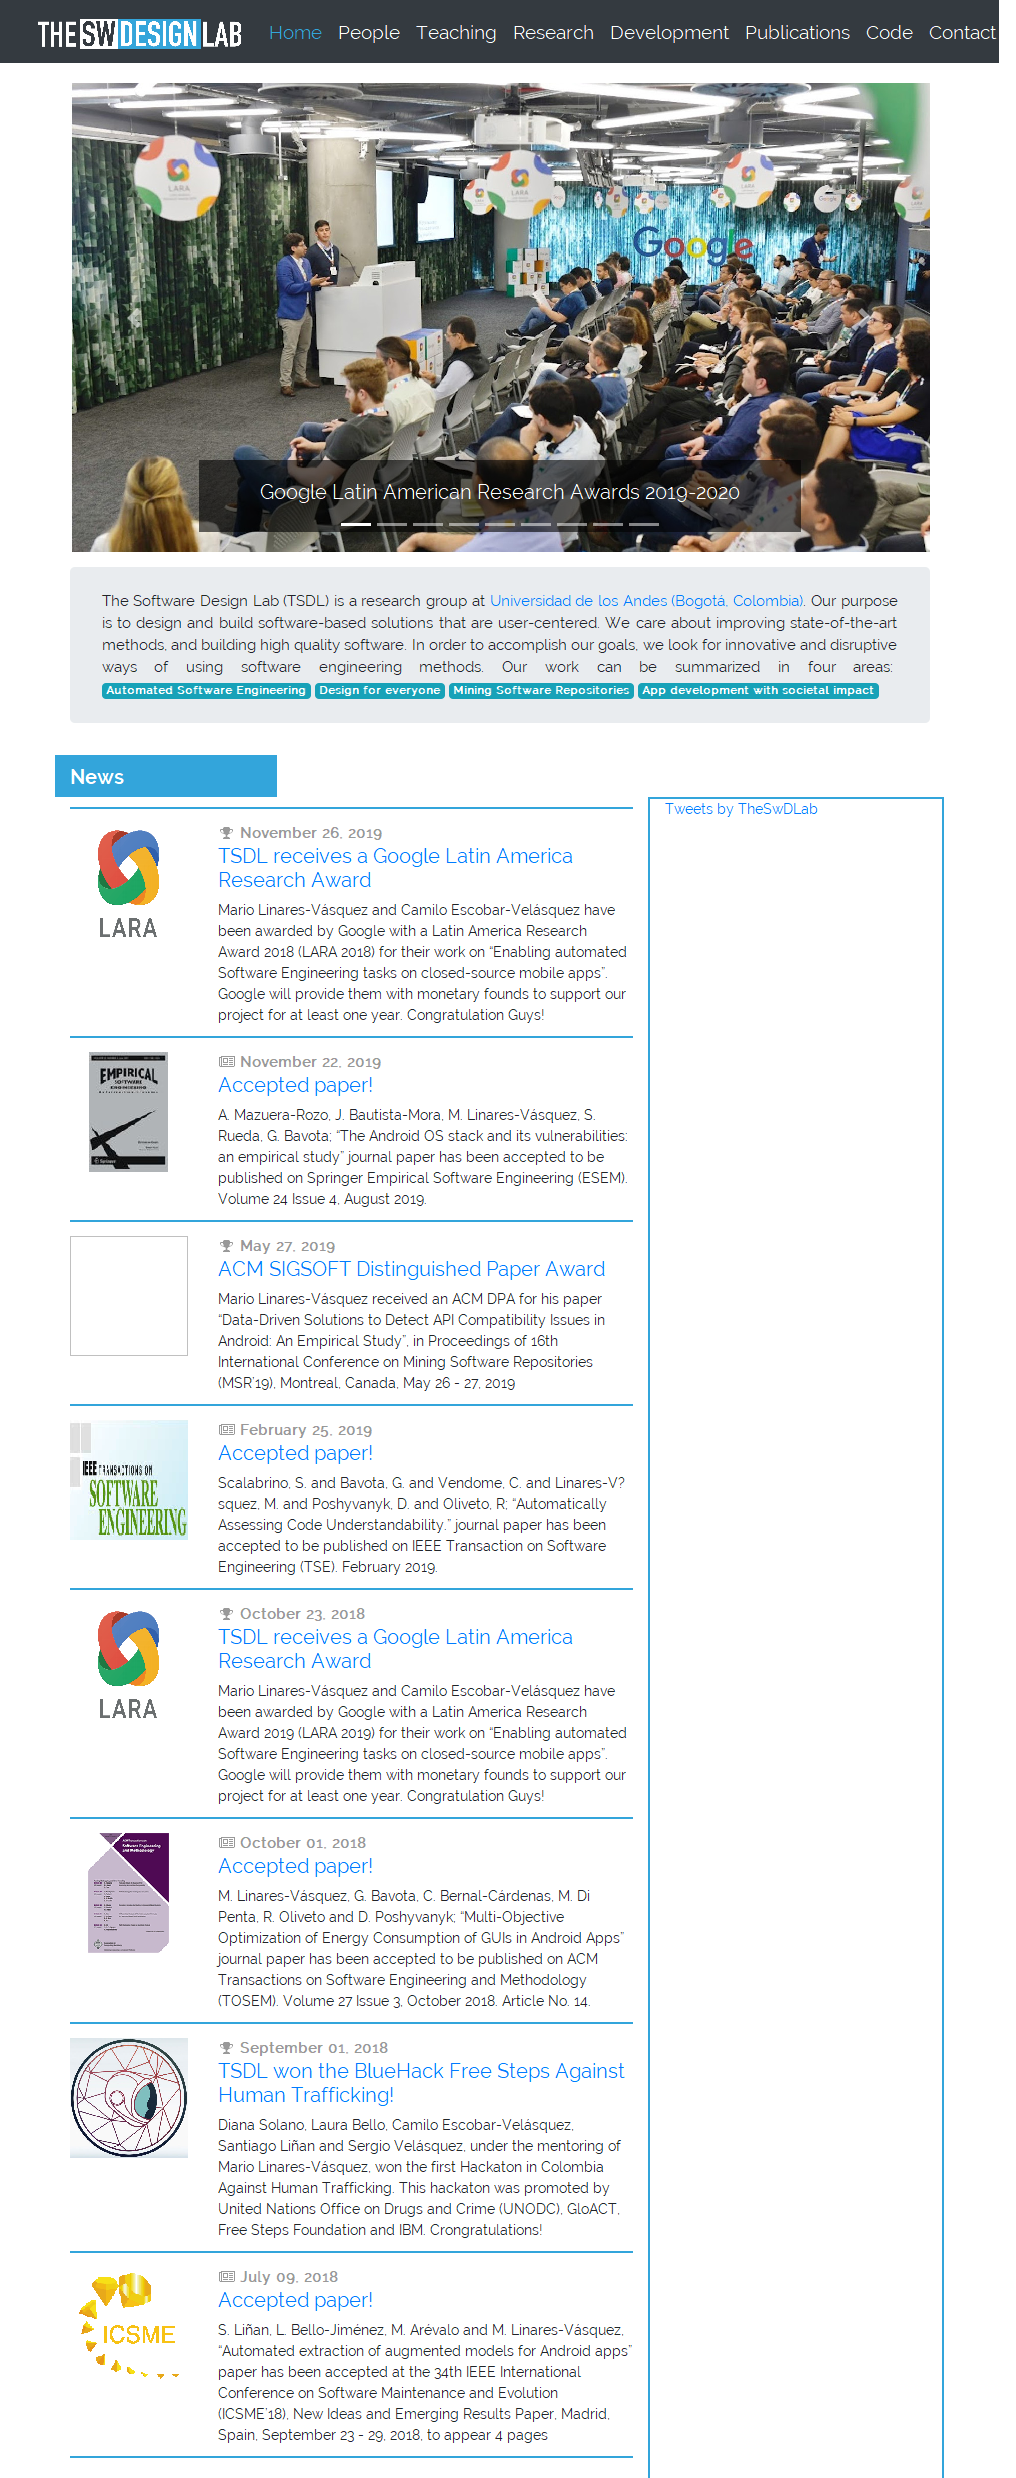 THE SW DESIGN LAB Home People Teaching Research Development Publications Code Contact
LARA
LARA
LARA
Google
Google Latin American Research Awards 2019-2020
The Software Design Lab (TSDL) is a research group at Universidad de los Andes (Bogotá, Colombia). Our purpose
is to design and build software-based solutions that are user-centered. We care about improving state-of-the-art
methods, and building high quality software. In order to accomplish our goals, we look for innovative and disruptive
ways of using software engineering methods. Our work can be summarized in four areas:
Automated Software Engineering Design for everyone Mining Software Repositories App development with societal impact
News
Tweets by TheSwDLab
November 26, 2019
TSDL receives a Google Latin America
Research Award
LARA
Mario Linares-Vásquez and Camilo Escobar-Velásquez have
been awarded by Google with a Latin America Research
Award 2018 (LARA 2018) for their work on “Enabling automated
Software Engineering tasks on closed-source mobile apps”.
Google will provide them with monetary founds to support our
project for at least one year. Congratulation Guys!
November 22, 2019
Accepted paper!
EMPIRICAL
SOFTWARE
ENGINEERING
A. Mazuera-Rozo, J. Bautista-Mora, M. Linares-Vásquez, S.
Rueda, G. Bavota; “The Android OS stack and its vulnerabilities:
an empirical study” journal paper has been accepted to be
published on Springer Empirical Software Engineering (ESEM).
Volume 24 Issue 4, August 2019.
May 27, 2019
ACM SIGSOFT Distinguished Paper Award
Mario Linares-Vásquez received an ACM DPA for his paper
“Data-Driven Solutions to Detect API Compatibility Issues in
Android: An Empirical Study”, in Proceedings of 16th
International Conference on Mining Software Repositories
(MSR’19), Montreal, Canada, May 26 - 27, 2019
February 25, 2019
Accepted paper!
IEEE TRANSACTIONS ON
SOFTWARE
ENGINEERING
Scalabrino, S. and Bavota, G. and Vendome, C. and Linares-V?
squez, M. and Poshyvanyk, D. and Oliveto, R; “Automatically
Assessing Code Understandability.” journal paper has been
accepted to be published on IEEE Transaction on Software
Engineering (TSE). February 2019.
October 23, 2018
TSDL receives a Google Latin America
Research Award
LARA
Mario Linares-Vásquez and Camilo Escobar-Velásquez have
been awarded by Google with a Latin America Research
Award 2019 (LARA 2019) for their work on “Enabling automated
Software Engineering tasks on closed-source mobile apps”.
Google will provide them with monetary founds to support our
project for at least one year. Congratulation Guys!
October 01, 2018
Accepted paper!
Software Engineering
and Methodology
M. Linares-Vásquez, G. Bavota, C. Bernal-Cárdenas, M. Di
Penta, R. Oliveto and D. Poshyvanyk; “Multi-Objective
Optimization of Energy Consumption of GUIs in Android Apps”
journal paper has been accepted to be published on ACM
Transactions on Software Engineering and Methodology
(TOSEM). Volume 27 Issue 3, October 2018. Article No. 14.
September 01, 2018
TSDL won the BlueHack Free Steps Against
Human Trafficking!
Diana Solano, Laura Bello, Camilo Escobar-Velásquez,
Santiago Liñan and Sergio Velásquez, under the mentoring of
Mario Linares-Vásquez, won the first Hackaton in Colombia
Against Human Trafficking. This hackaton was promoted by
United Nations Office on Drugs and Crime (UNODC), GloACT,
Free Steps Foundation and IBM. Crongratulations!
July 09, 2018
Accepted paper!
ICSME
S. Liñan, L. Bello-Jiménez, M. Arévalo and M. Linares-Vásquez,
“Automated extraction of augmented models for Android apps”
paper has been accepted at the 34th IEEE International
Conference on Software Maintenance and Evolution
(ICSME’18), New Ideas and Emerging Results Paper, Madrid,
Spain, September 23 - 29, 2018, to appear 4 pages